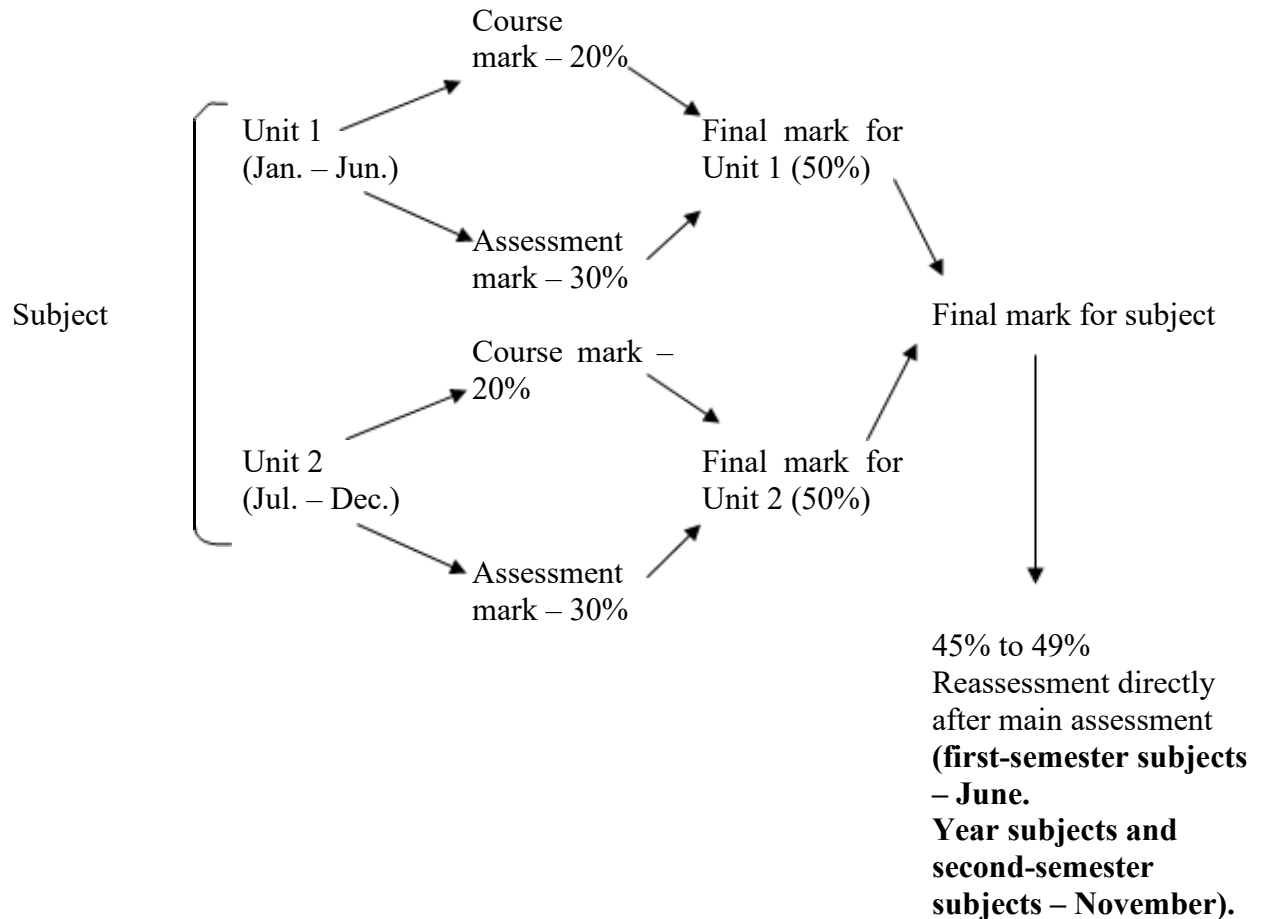 Course
mark – 20%
Unit 1
(Jan. – Jun.)
Final mark for
Unit 1 (50%)
Assessment
mark – 30%
Subject
Final mark for subject
Course mark –
20%
Unit 2
(Jul. – Dec.)
Final mark for
Unit 2 (50%)
Assessment
mark – 30%
45% to 49%
Reassessment directly
after main assessment
(first-semester subjects
– June.
Year subjects and
second-semester
subjects – November).